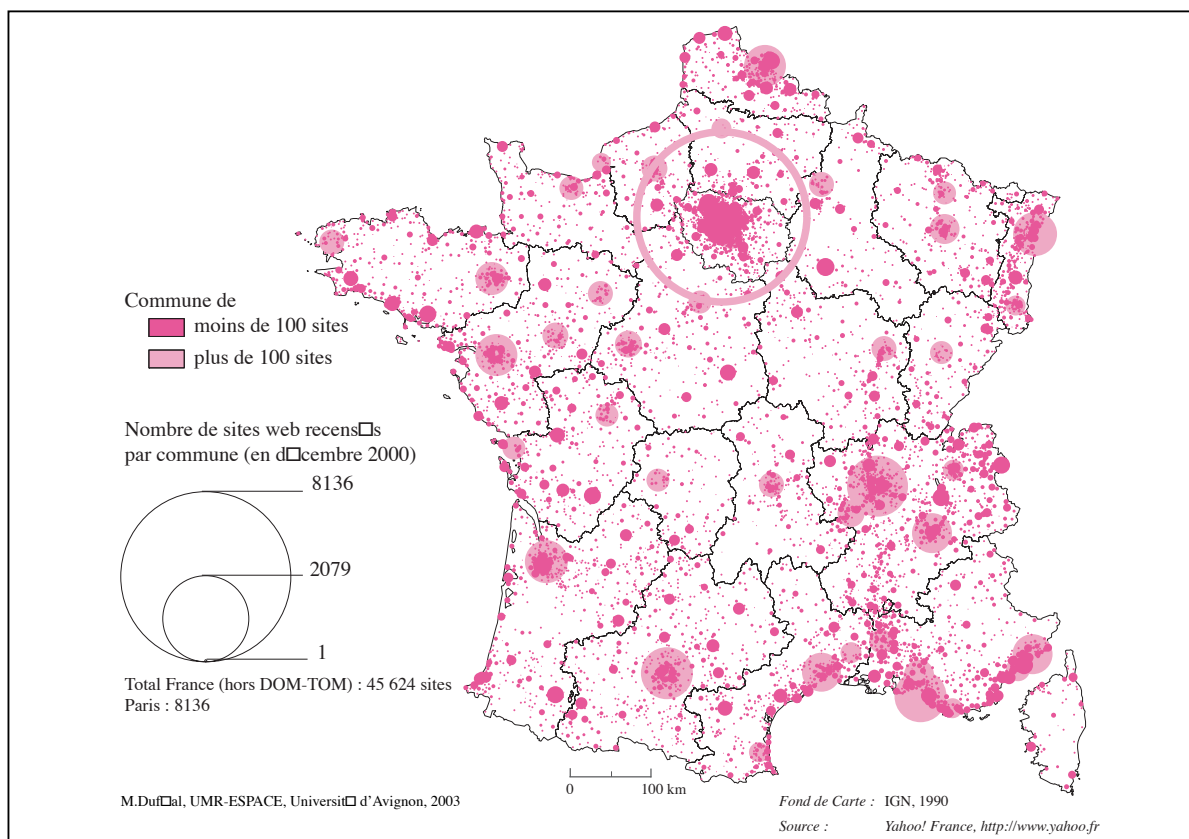 Commune de
moins de 100 sites
plus de 100 sites
Nombre de sites web recens□s
par commune (en d□cembre 2000)
8136
2079
1
Total France (hors DOM-TOM) : 45 624 sites
Paris : 8136
0 100 km
M.Duf□al, UMR-ESPACE, Universit□ d'Avignon, 2003
Fond de Carte : IGN, 1990
Source : Yahoo! France, http://www.yahoo.fr